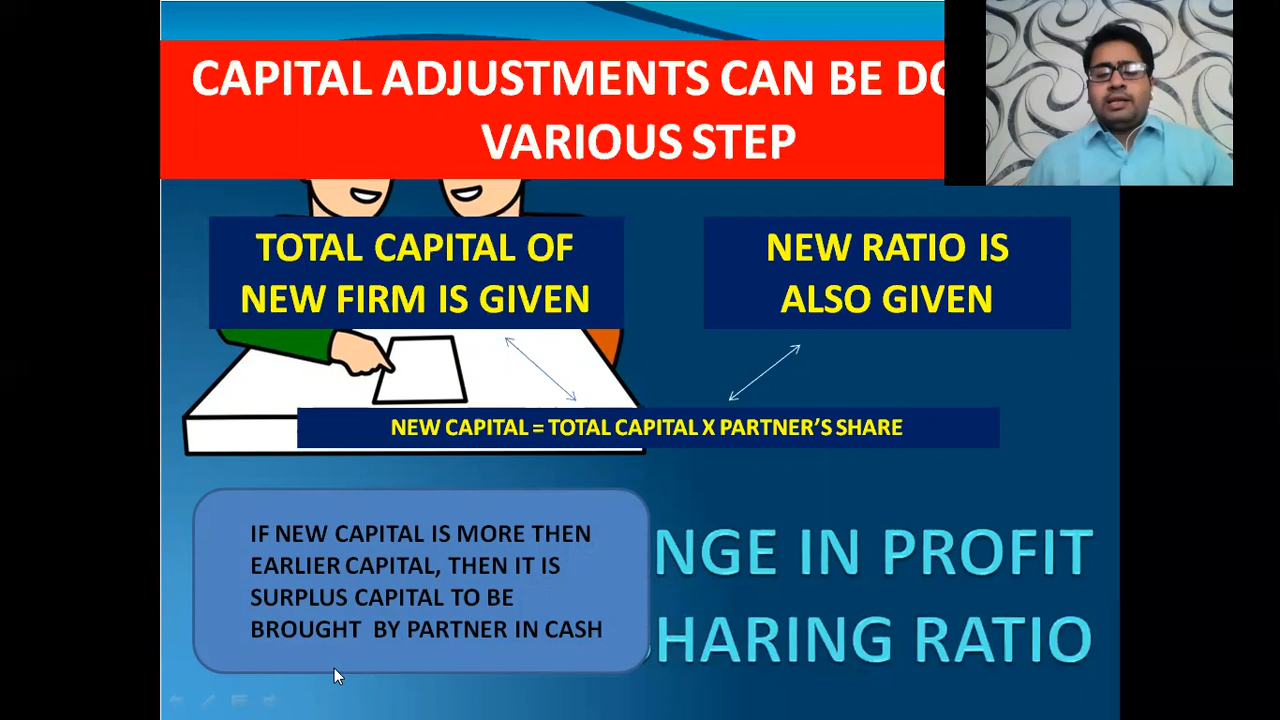 CAPITAL ADJUSTMENTS CAN BE
VARIOUS STEP
TOTAL CAPITAL OF
NEW FIRM IS GIVEN
NEW RATIO IS
ALSO GIVEN
NEW CAPITAL = TOTAL CAPITAL X PARTNER'S SHARE
IF NEW CAPITAL IS MORE THEN
EARLIER CAPITAL, THEN IT IS
SURPLUS CAPITAL TO BE
BROUGHT BY PARTNER IN CASH
NGE IN PROFIT
HARING RATIO